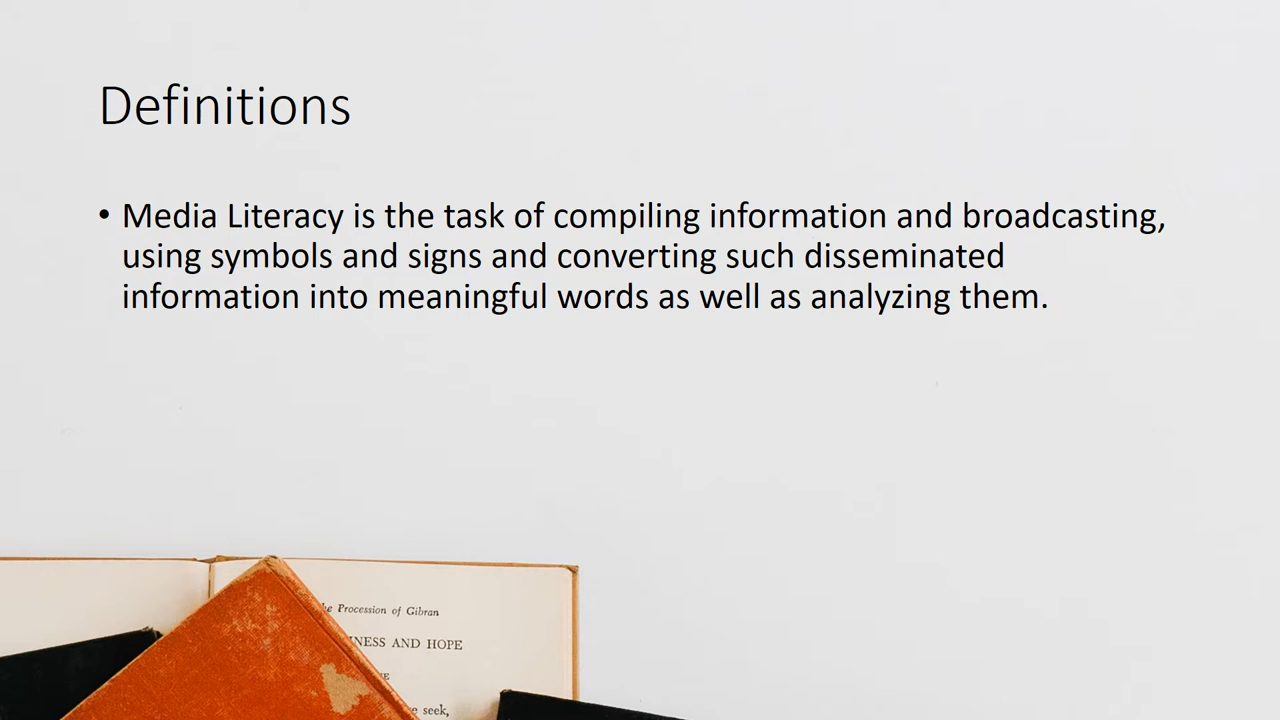 Definitions
• Media Literacy is the task of compiling information and broadcasting,
using symbols and signs and converting such disseminated
information into meaningful words as well as analyzing them.
Procession of Gibran
AND HOPE
seek,